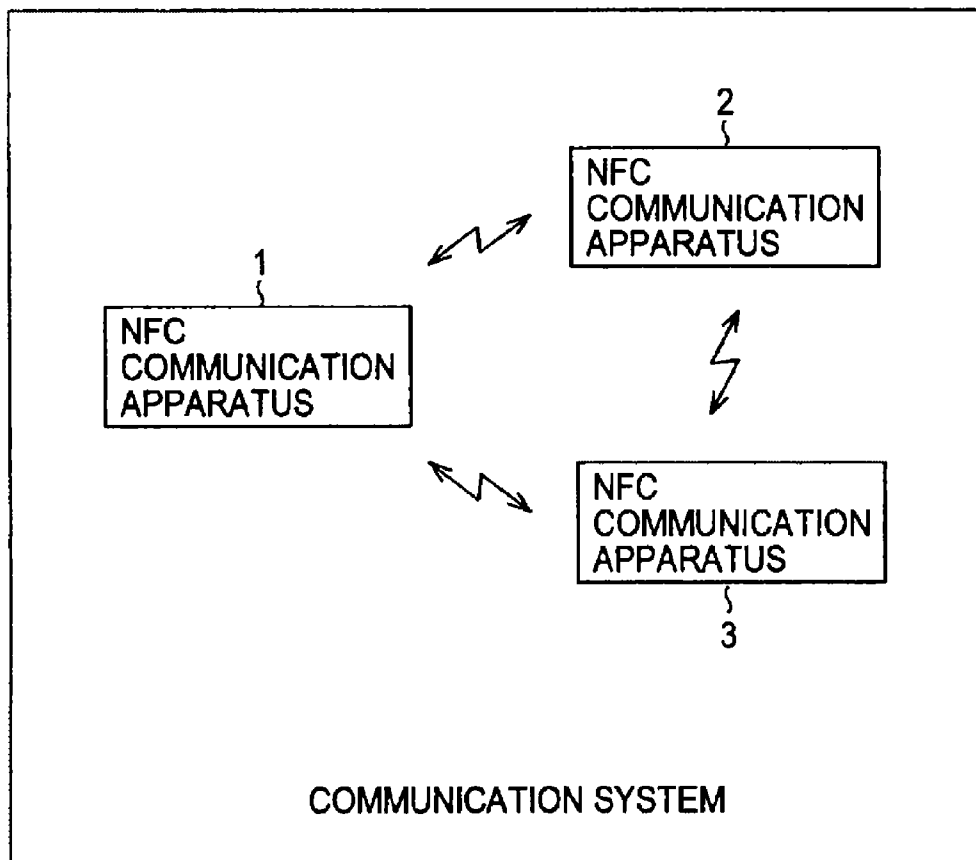 2
NFC
COMMUNICATION
APPARATUS
1
NFC
COMMUNICATION
APPARATUS
NFC
COMMUNICATION
APPARATUS
3
COMMUNICATION SYSTEM